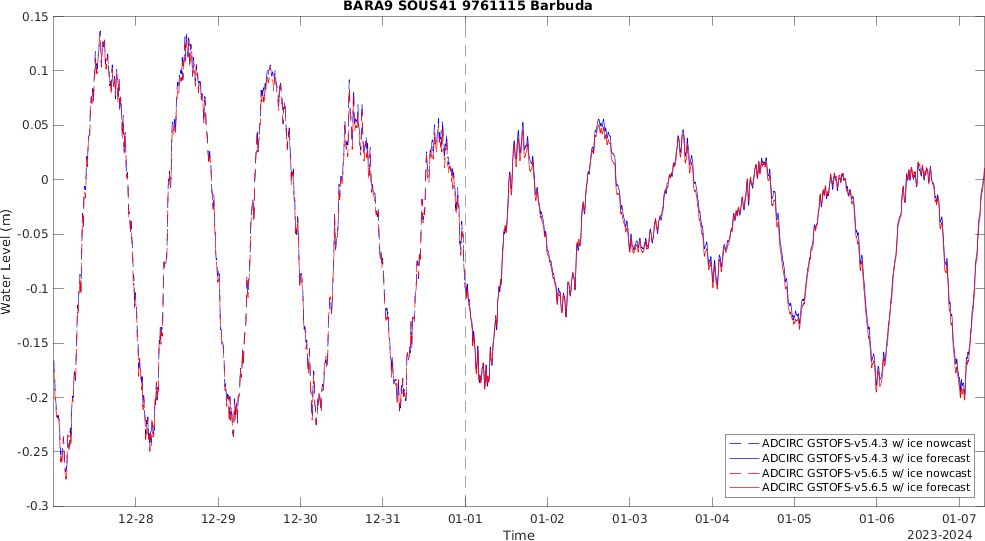 BARA9 SOUS41 9761115 Barbuda
0.15
0.1
0.05
0
-0.05
-0.1
-0.15
-0.2
-0.25
-0.3
Water Level (m)
12-28 12-29 12-30 12-31 01-01 01-02 01-03 01-04 01-05 01-06 01-07
Time
2023-2024
ADCIRC GSTOFS-v5.4.3 w/ ice nowcast
ADCIRC GSTOFS-v5.4.3 w/ ice forecast
ADCIRC GSTOFS-v5.6.5 w/ ice nowcast
ADCIRC GSTOFS-v5.6.5 w/ ice forecast